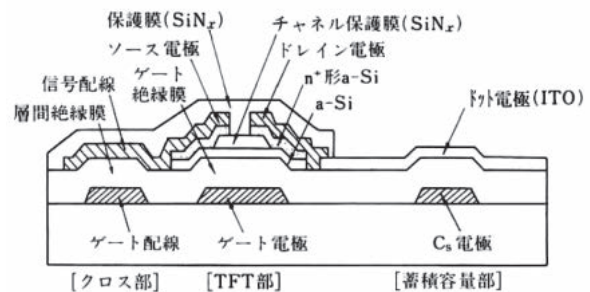 保護膜(SiNx)
チャネル保護膜(SiNx)
ソース電極
ドレイン電極
ゲート
絶縁膜
n⁺形a-Si
信号配線
a-Si
層間絶縁膜
ドット電極(ITO)
ゲート配線
ゲート電極
Cs電極
[クロス部]
[TFT部]
[蓄積容量部]